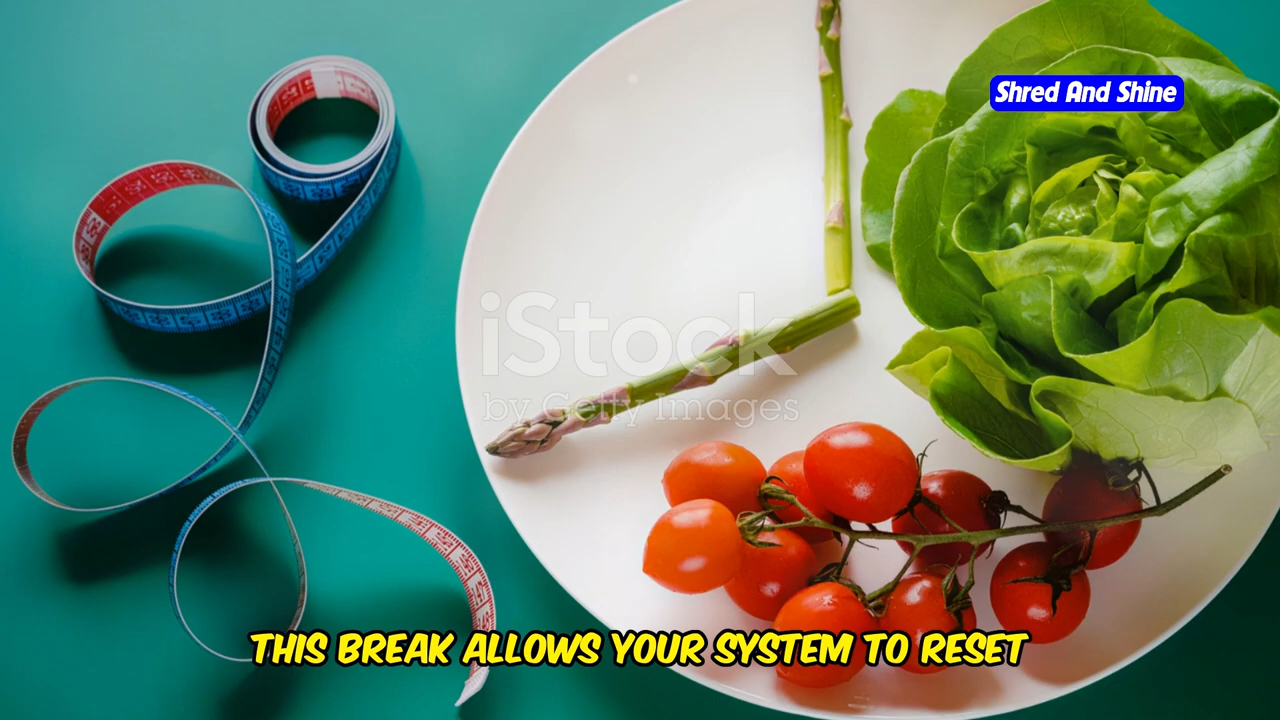 Shred And Shine
iStock
by Getty Images
THIS BREAK ALLOWS YOUR SYSTEM TO RESET